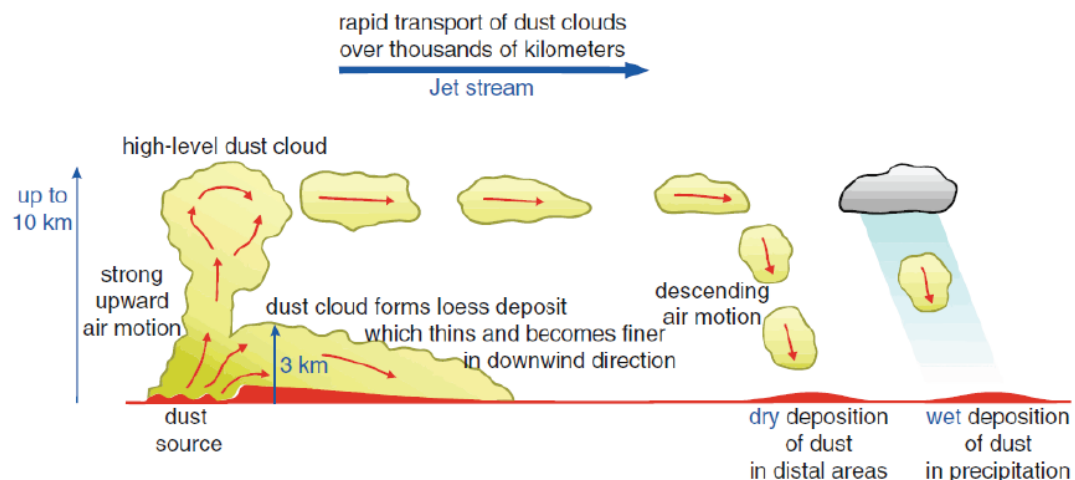 rapid transport of dust clouds
over thousands of kilometers
Jet stream
high-level dust cloud
up to
10 km
strong
upward
air motion
dust cloud forms loess deposit
which thins and becomes finer
in downwind direction
3 km
descending
air motion
dust
source
dry deposition
of dust
in distal areas
wet deposition
of dust
in precipitation